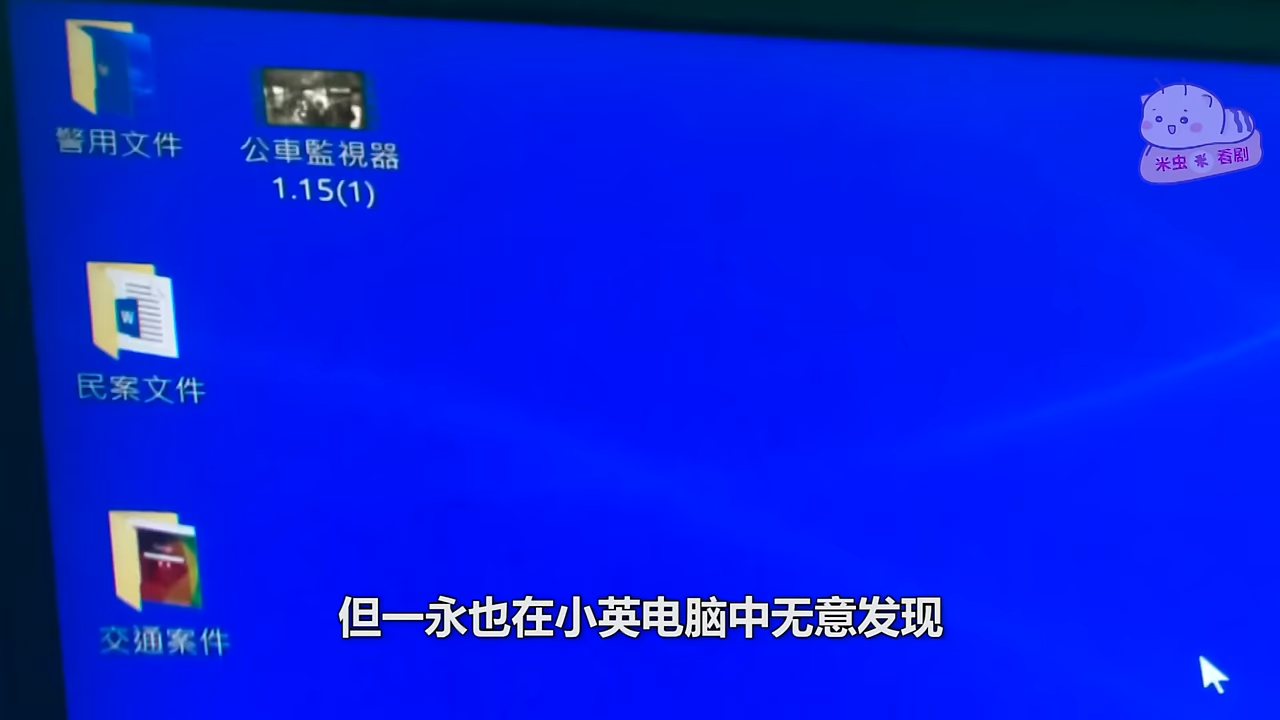 警用文件
公車監視器
1.15(1)
米虫 米 看剧
W
民案文件
交通案件
但一永也在小英电脑中无意发现